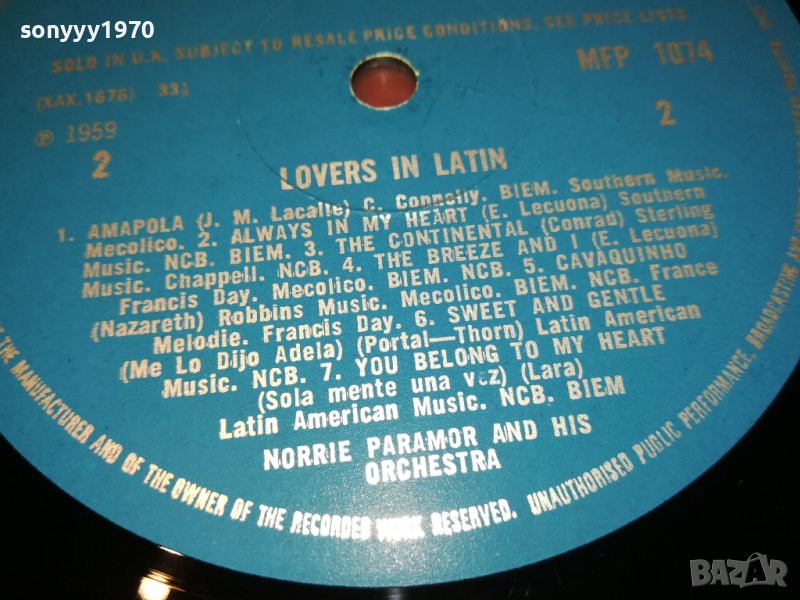 sonyyy1970
SOLD IN U.K. SUBJECT TO RESALE PRICE CONDITIONS, SEE PRICE LISTS
MFP 1074
(XAX.1676) 33⅓
℗ 1959
2
2
LOVERS IN LATIN
1. AMAPOLA (J. M. Lacalle) C. Connelly. BIEM. Southern Music.
Mecolico. 2. ALWAYS IN MY HEART (E. Lecuona) Southern
Music. NCB. BIEM. 3. THE CONTINENTAL (Conrad) Sterling
Music. Chappell. NCB. 4. THE BREEZE AND I (E. Lecuona)
Francis Day. Mecolico. BIEM. NCB. 5. CAVAQUINHO
(Nazareth) Robbins Music. Mecolico. BIEM. NCB. France
Melodie. Francis Day. 6. SWEET AND GENTLE
(Me Lo Dijo Adela) (Portal—Thorn) Latin American
Music. NCB. 7. YOU BELONG TO MY HEART
(Sola mente una vez) (Lara)
Latin American Music. NCB. BIEM
NORRIE PARAMOR AND HIS
ORCHESTRA
THE MANUFACTURER AND OF THE OWNER OF THE RECORDED WORK RESERVED. UNAUTHORISED PUBLIC PERFORMANCE, BROADCASTING AND
BAZAR